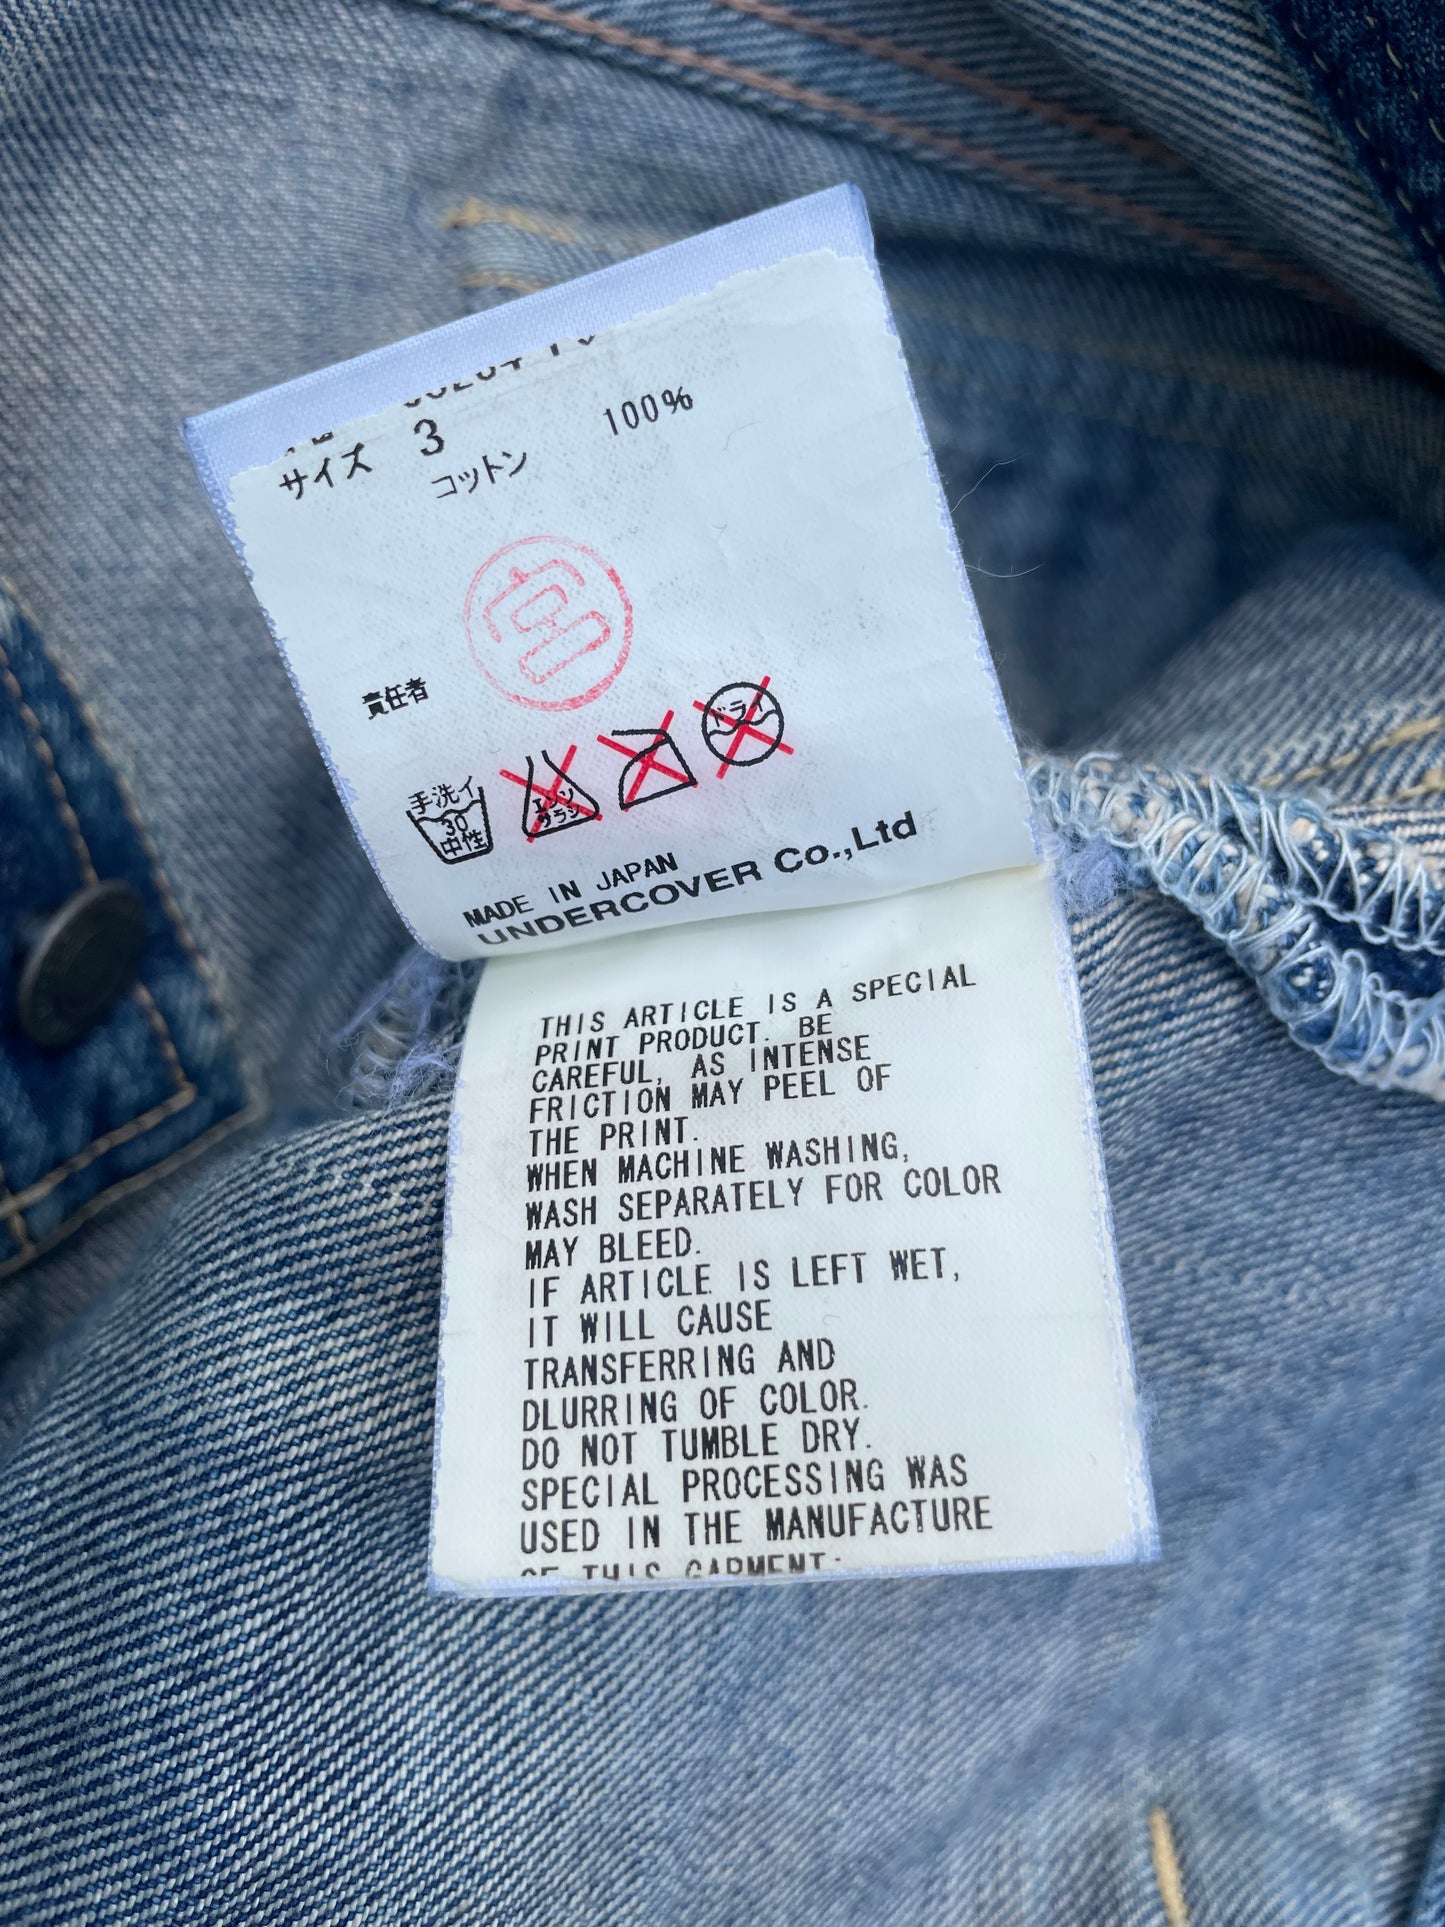 サイズ 3
コットン 100%
宮
責任者
手洗イ
30
中性
エンソ
サラシ
ドライ
MADE IN JAPAN
UNDERCOVER Co.,Ltd
THIS ARTICLE IS A SPECIAL
PRINT PRODUCT. BE
CAREFUL, AS INTENSE
FRICTION MAY PEEL OF
THE PRINT.
WHEN MACHINE WASHING,
WASH SEPARATELY FOR COLOR
MAY BLEED.
IF ARTICLE IS LEFT WET,
IT WILL CAUSE
TRANSFERRING AND
DLURRING OF COLOR.
DO NOT TUMBLE DRY.
SPECIAL PROCESSING WAS
USED IN THE MANUFACTURE
OF THIS GARMENT: